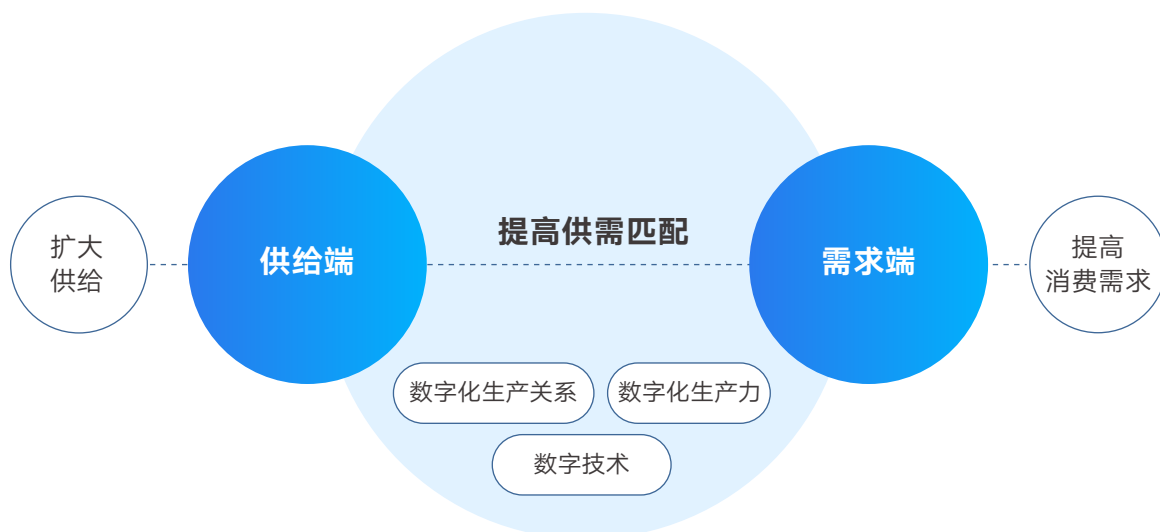 提高供需匹配
扩大
供给
供给端
需求端
提高
消费需求
数字化生产关系
数字化生产力
数字技术